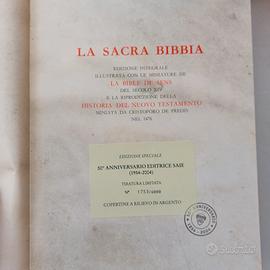 LA SACRA BIBBIA
EDIZIONE INTEGRALE
ILLUSTRATA CON LE MINIATURE DE
LA BIBLE DE SENS
DEL SECOLO XIV
E LA RIPRODUZIONE DELLA
HISTORIA DEL NUOVO TESTAMENTO
MINIATA DA CRISTOFORO DE PREDIS
NEL 1476
EDIZIONE SPECIALE
50° ANNIVERSARIO EDITRICE SAIE
(1954-2004)
TIRATURA LIMITATA
N°
COPERTINE A RILIEVO IN ARGENTO
subito